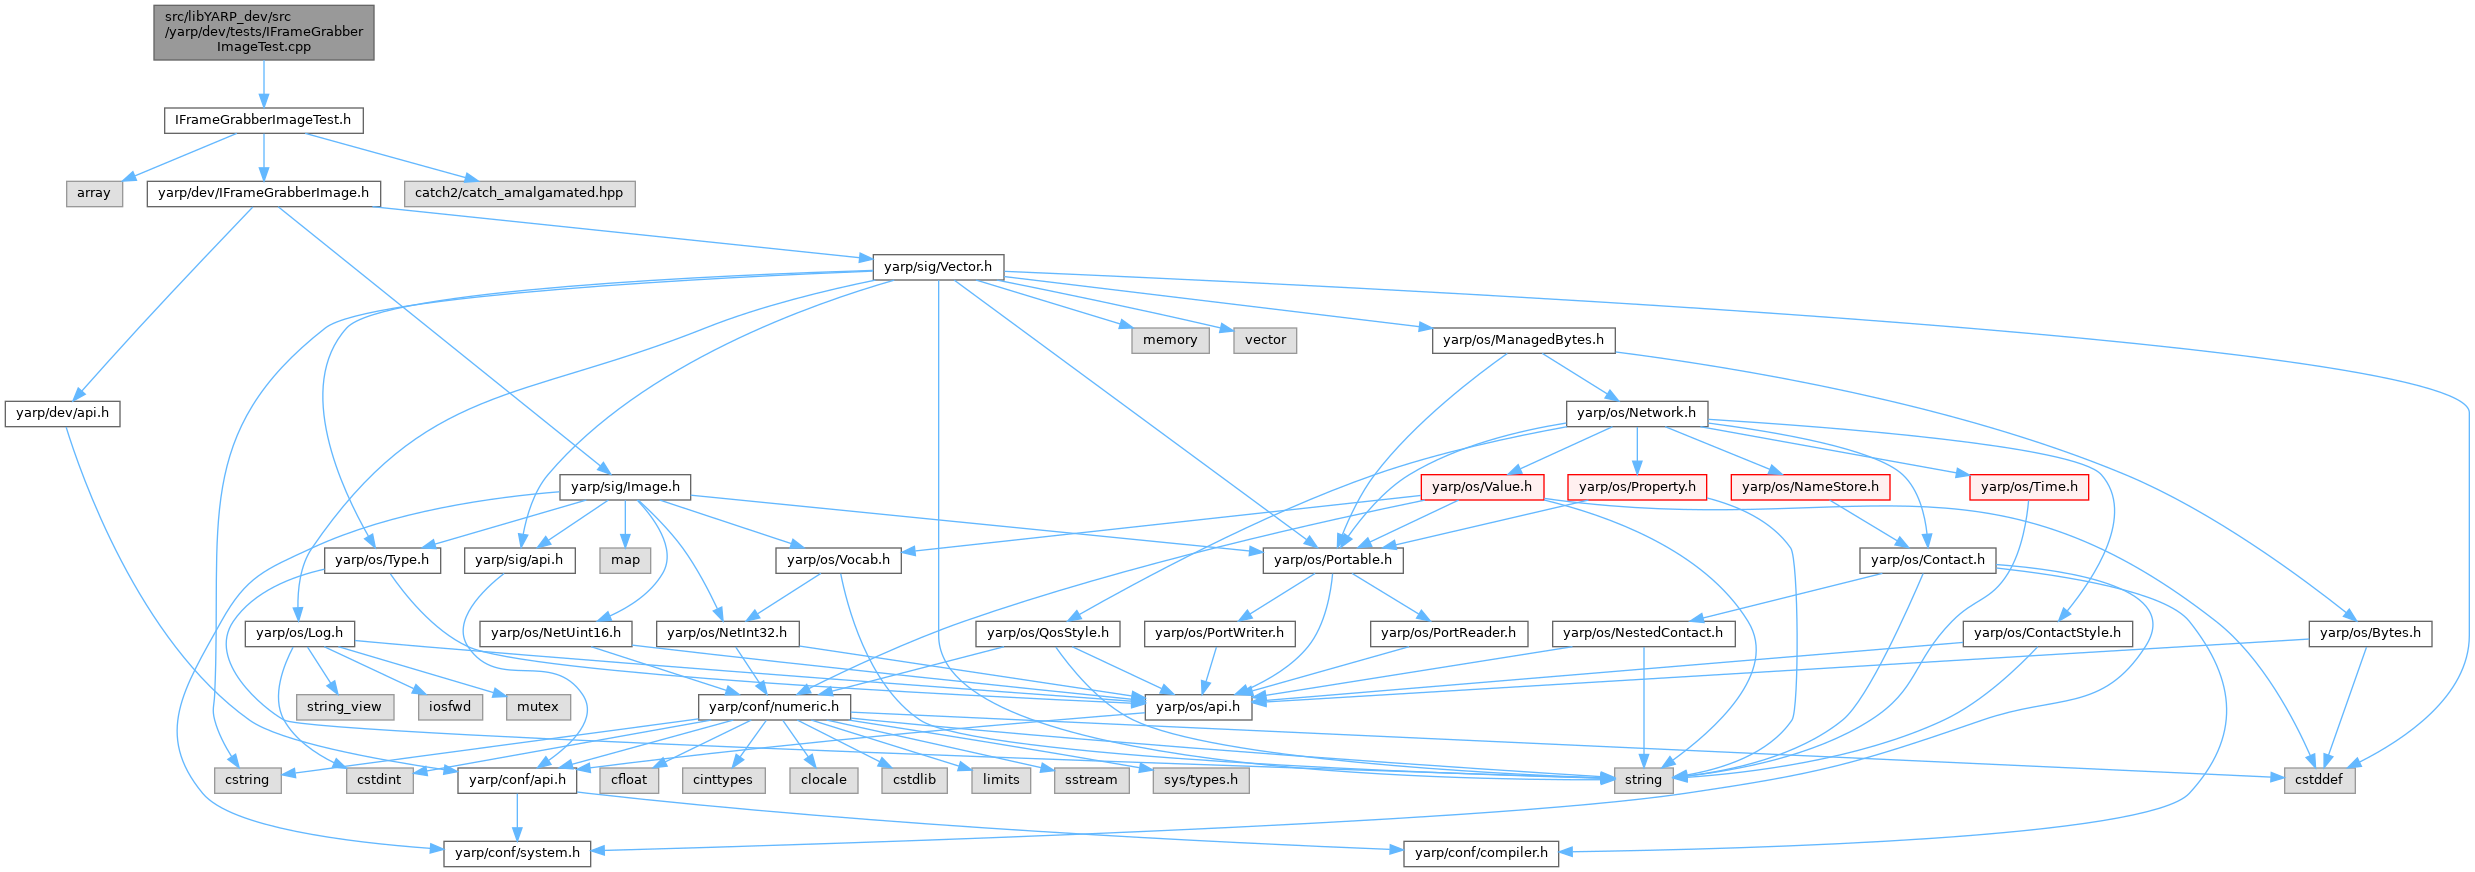 src/libYARP_dev/src
/yarp/dev/tests/IFrameGrabber
ImageTest.cpp
IFrameGrabberImageTest.h
array
yarp/dev/IFrameGrabberImage.h
catch2/catch_amalgamated.hpp
yarp/sig/Vector.h
memory
vector
yarp/os/ManagedBytes.h
yarp/dev/api.h
yarp/os/Network.h
yarp/sig/Image.h
yarp/os/Value.h
yarp/os/Property.h
yarp/os/NameStore.h
yarp/os/Time.h
yarp/os/Type.h
yarp/sig/api.h
map
yarp/os/Vocab.h
yarp/os/Portable.h
yarp/os/Contact.h
yarp/os/Log.h
yarp/os/NetUint16.h
yarp/os/NetInt32.h
yarp/os/QosStyle.h
yarp/os/PortWriter.h
yarp/os/PortReader.h
yarp/os/NestedContact.h
yarp/os/ContactStyle.h
yarp/os/Bytes.h
string_view
iosfwd
mutex
yarp/conf/numeric.h
yarp/os/api.h
cstring
cstdint
yarp/conf/api.h
cfloat
cinttypes
clocale
cstdlib
limits
sstream
sys/types.h
string
cstddef
yarp/conf/system.h
yarp/conf/compiler.h